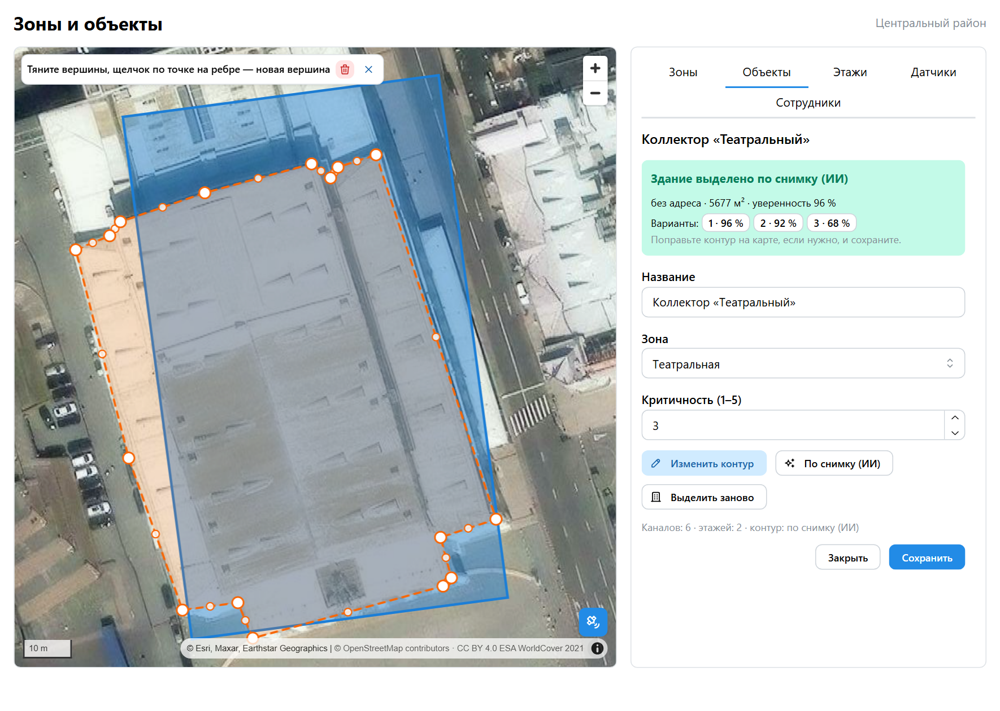 Зоны и объекты
Центральный район
Тяните вершины, щелчок по точке на ребре — новая вершина
Зоны
Объекты
Этажи
Датчики
Сотрудники
Коллектор «Театральный»
Здание выделено по снимку (ИИ)
без адреса · 5677 м² · уверенность 96 %
Варианты: 1 · 96 % 2 · 92 % 3 · 68 %
Поправьте контур на карте, если нужно, и сохраните.
Название
Коллектор «Театральный»
Зона
Театральная
Критичность (1–5)
3
Изменить контур
По снимку (ИИ)
Выделить заново
Каналов: 6 · этажей: 2 · контур: по снимку (ИИ)
Закрыть
Сохранить
10 m
© Esri, Maxar, Earthstar Geographics | © OpenStreetMap contributors · CC BY 4.0 ESA WorldCover 2021